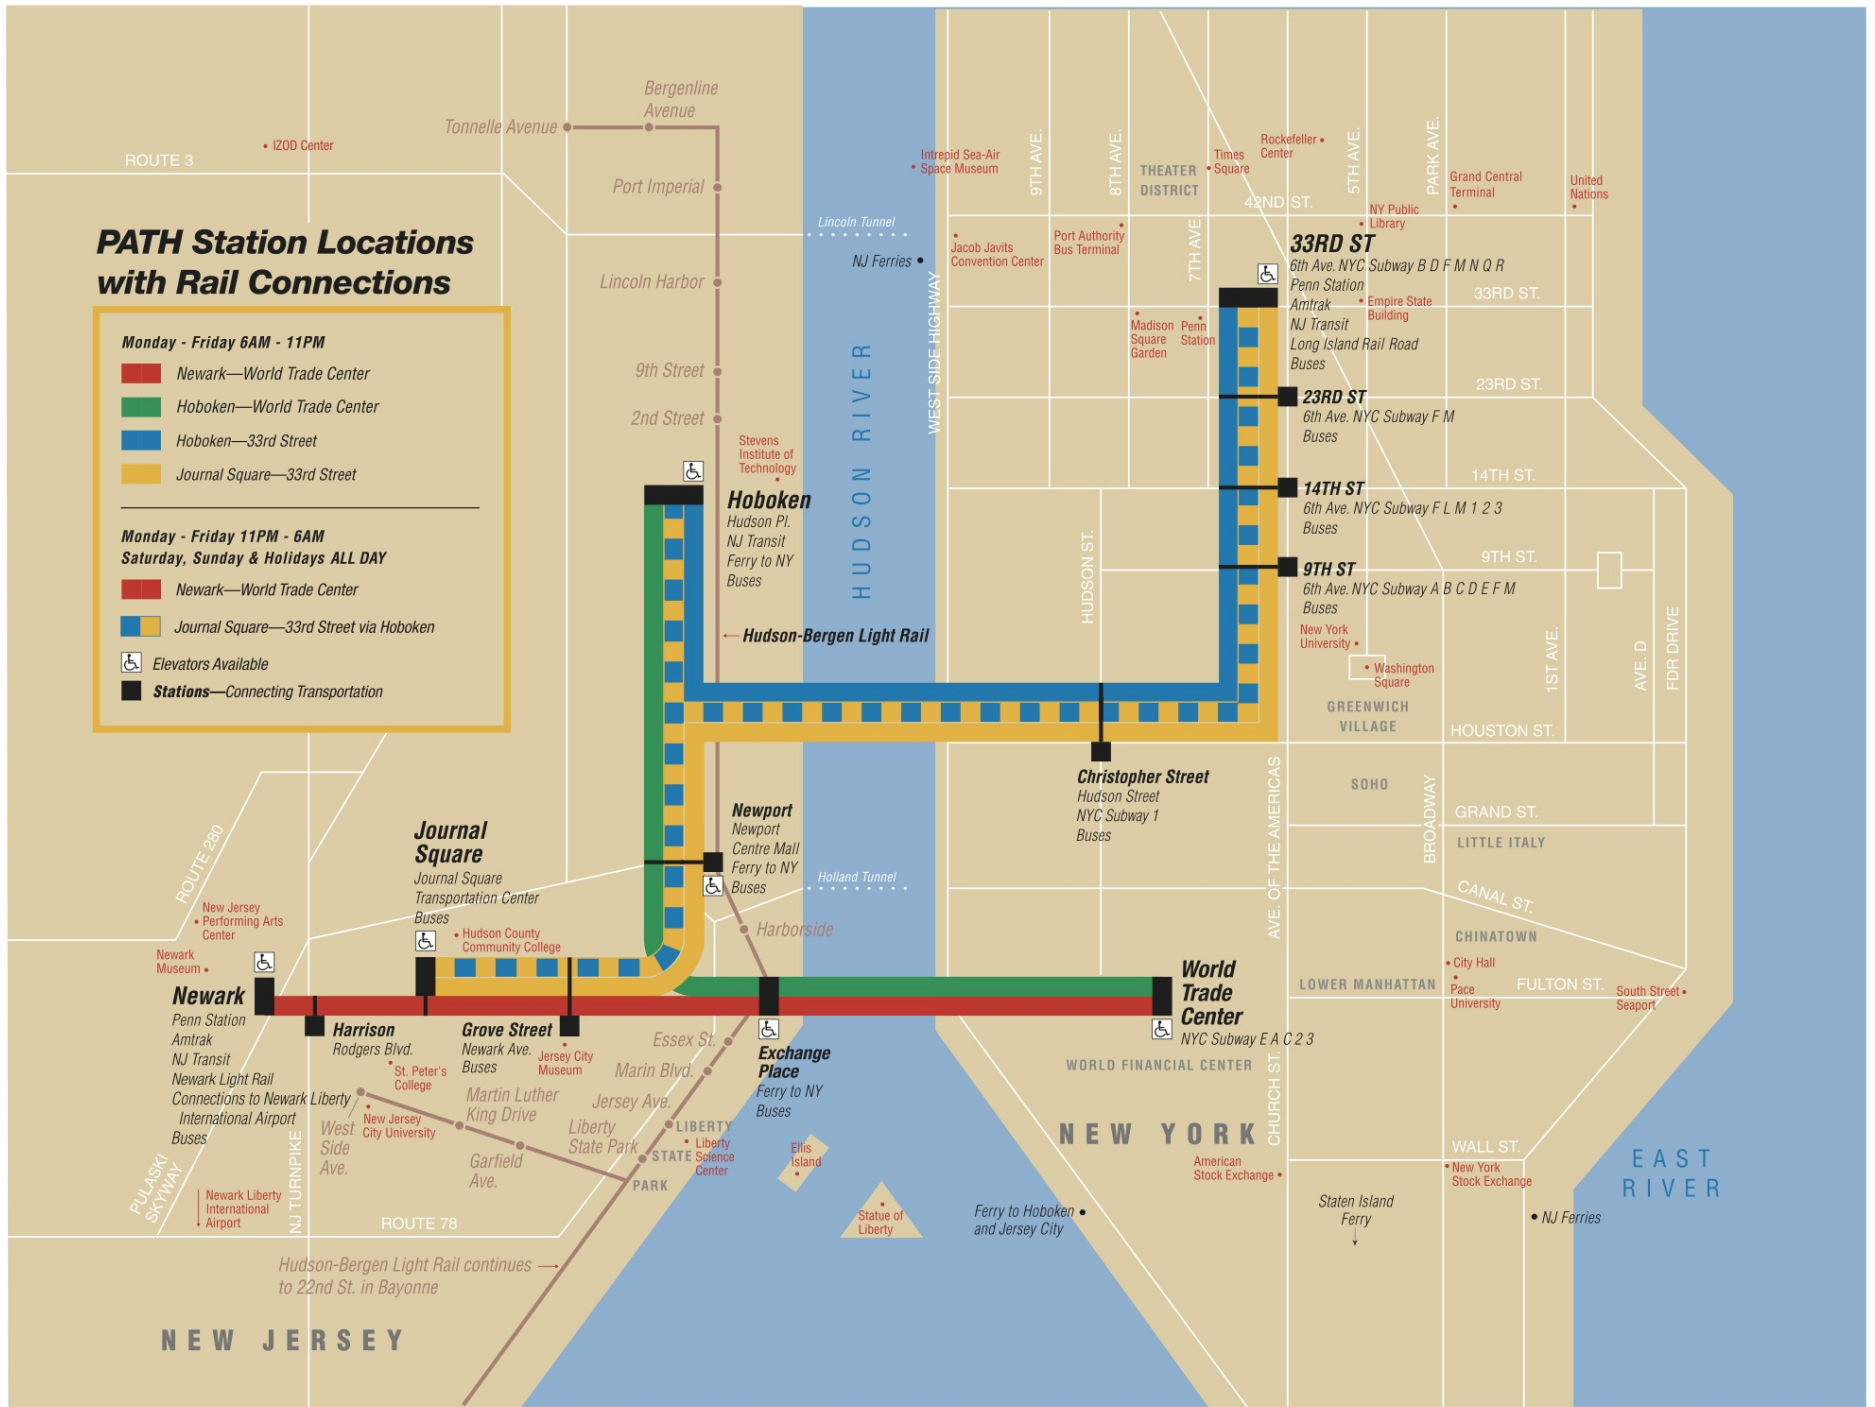 Bergenline
Avenue
Tonnelle Avenue
IZOD Center
ROUTE 3
Port Imperial
Lincoln Harbor
9th Street
2nd Street
PATH Station Locations
with Rail Connections
Monday - Friday 6AM - 11PM
Newark—World Trade Center
Hoboken—World Trade Center
Hoboken—33rd Street
Journal Square—33rd Street
Monday - Friday 11PM - 6AM
Saturday, Sunday & Holidays ALL DAY
Newark—World Trade Center
Journal Square—33rd Street via Hoboken
Elevators Available
Stations—Connecting Transportation
Stevens
Institute of
Technology
Hoboken
Hudson Pl.
NJ Transit
Ferry to NY
Buses
Hudson-Bergen Light Rail
Lincoln Tunnel
NJ Ferries
HUDSON RIVER
WEST SIDE HIGHWAY
Intrepid Sea-Air
Space Museum
9TH AVE.
8TH AVE.
THEATER
DISTRICT
Times
Square
Rockefeller
Center
5TH AVE.
PARK AVE.
Grand Central
Terminal
United
Nations
42ND ST.
NY Public
Library
Jacob Javits
Convention Center
Port Authority
Bus Terminal
7TH AVE
33RD ST
6th Ave. NYC Subway B D F M N Q R
Penn Station
Amtrak
NJ Transit
Long Island Rail Road
Buses
33RD ST.
Empire State
Building
Madison
Square
Garden
Penn
Station
23RD ST.
23RD ST
6th Ave. NYC Subway F M
Buses
14TH ST.
14TH ST
6th Ave. NYC Subway F L M 1 2 3
Buses
HUDSON ST.
9TH ST.
9TH ST
6th Ave. NYC Subway A B C D E F M
Buses
New York
University
Washington
Square
1ST AVE.
AVE. D
FDR DRIVE
GREENWICH
VILLAGE
HOUSTON ST.
Christopher Street
Hudson Street
NYC Subway 1
Buses
SOHO
AVE. OF THE AMERICAS
BROADWAY
GRAND ST.
LITTLE ITALY
CANAL ST.
CHINATOWN
ROUTE 280
Journal
Square
Journal Square
Transportation Center
Buses
Newport
Newport
Centre Mall
Ferry to NY
Buses
Holland Tunnel
Harborside
New Jersey
Performing Arts
Center
Newark
Museum
Hudson County
Community College
Newark
Penn Station
Amtrak
NJ Transit
Newark Light Rail
Connections to Newark Liberty
International Airport
Buses
Harrison
Rodgers Blvd.
St. Peter's
College
Grove Street
Newark Ave.
Buses
Jersey City
Museum
Essex St.
Marin Blvd.
Jersey Ave.
Exchange
Place
Ferry to NY
Buses
World
Trade
Center
NYC Subway E A C 2 3
LOWER MANHATTAN
City Hall
Pace
University
FULTON ST.
South Street
Seaport
WORLD FINANCIAL CENTER
CHURCH ST.
West
Side
Ave.
New Jersey
City University
Martin Luther
King Drive
Garfield
Ave.
Liberty
State Park
LIBERTY
STATE
PARK
Liberty
Science
Center
Ellis
Island
Statue of
Liberty
NEW YORK
WALL ST.
American
Stock Exchange
New York
Stock Exchange
EAST
RIVER
Staten Island
Ferry
NJ Ferries
Ferry to Hoboken
and Jersey City
PULASKI
SKYWAY
Newark Liberty
International
Airport
NJ TURNPIKE
ROUTE 78
Hudson-Bergen Light Rail continues
to 22nd St. in Bayonne
NEW JERSEY